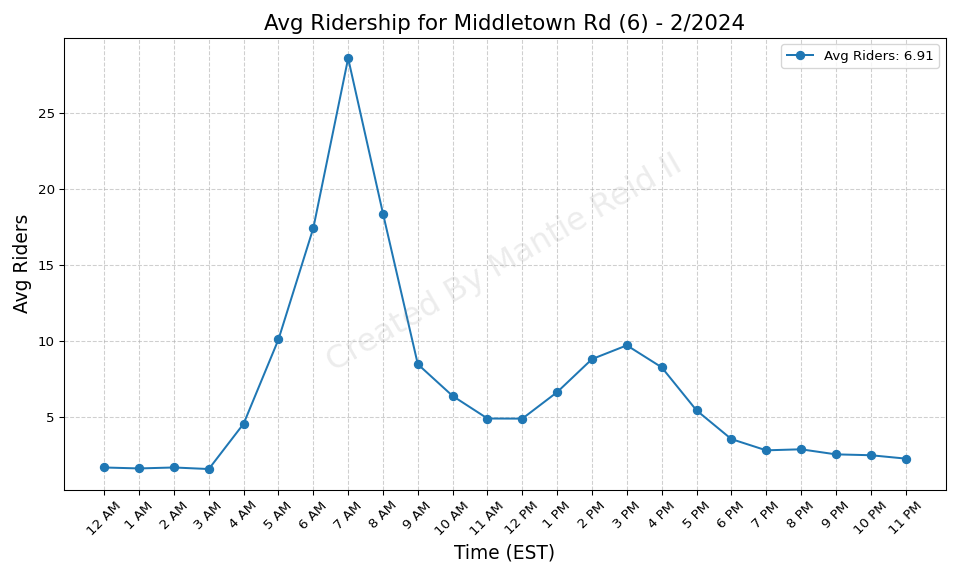 Avg Ridership for Middletown Rd (6) - 2/2024
Avg Riders: 6.91
Avg Riders
25
20
15
10
5
Created By Mantie Reid II
12 AM
1 AM
2 AM
3 AM
4 AM
5 AM
6 AM
7 AM
8 AM
9 AM
10 AM
11 AM
12 PM
1 PM
2 PM
3 PM
4 PM
5 PM
6 PM
7 PM
8 PM
9 PM
10 PM
11 PM
Time (EST)